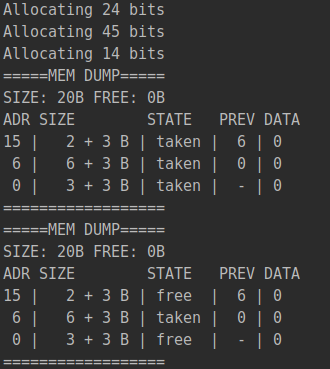 Allocating 24 bits
Allocating 45 bits
Allocating 14 bits
=====MEM DUMP=====
SIZE: 20B FREE: 0B
ADR SIZE        STATE   PREV DATA
15 |   2 + 3 B | taken |  6 | 0
 6 |   6 + 3 B | taken |  0 | 0
 0 |   3 + 3 B | taken |  - | 0
==================
=====MEM DUMP=====
SIZE: 20B FREE: 0B
ADR SIZE        STATE   PREV DATA
15 |   2 + 3 B | free  |  6 | 0
 6 |   6 + 3 B | taken |  0 | 0
 0 |   3 + 3 B | free  |  - | 0
==================